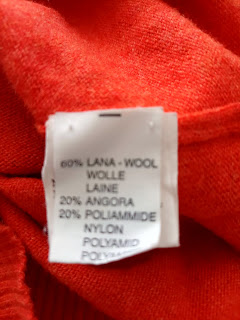 60% LANA - WOOL
WOLLE
LAINE
20% ANGORA
20% POLIAMMIDE
NYLON
POLYAMID